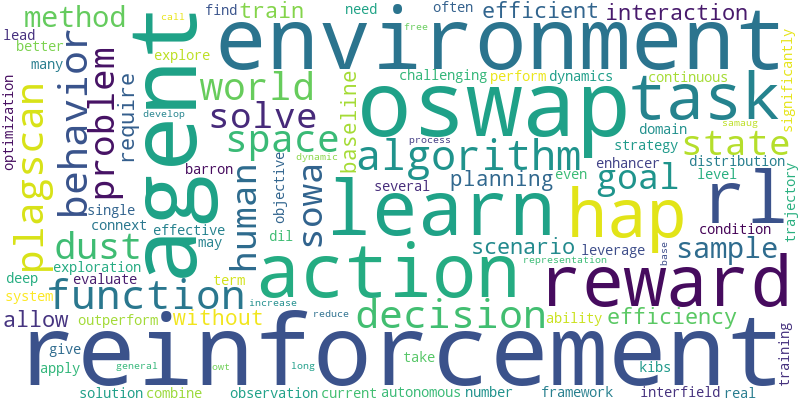 call
lead
find
train
need
often
efficient
interaction
method
better
free
many
explore
environment
world
challenging
perform
dynamics
continuous
significantly
optimization
behavior
problem
require
develop
agent
solve
baseline
oswap
task
samaug
space
process
domain
strategy
state
plagscan
algorithm
dynamic
enhancer
distribution
barron
human
objective
sowa
several
planning
even
goal
level
trajectory
single
connext
effective
may
learn
hap
rl
condition
dust
dil
scenario
leverage
base
sample
exploration
deep
evaluate
term
action
representation
reward
system
function
increase
allow
outperform
without
reduce
decision
ability
efficiency
reinforcement
training
give
apply
general
owt
long
take
kibs
solution
combine
observation
current
autonomous
number
framework
interfield
real